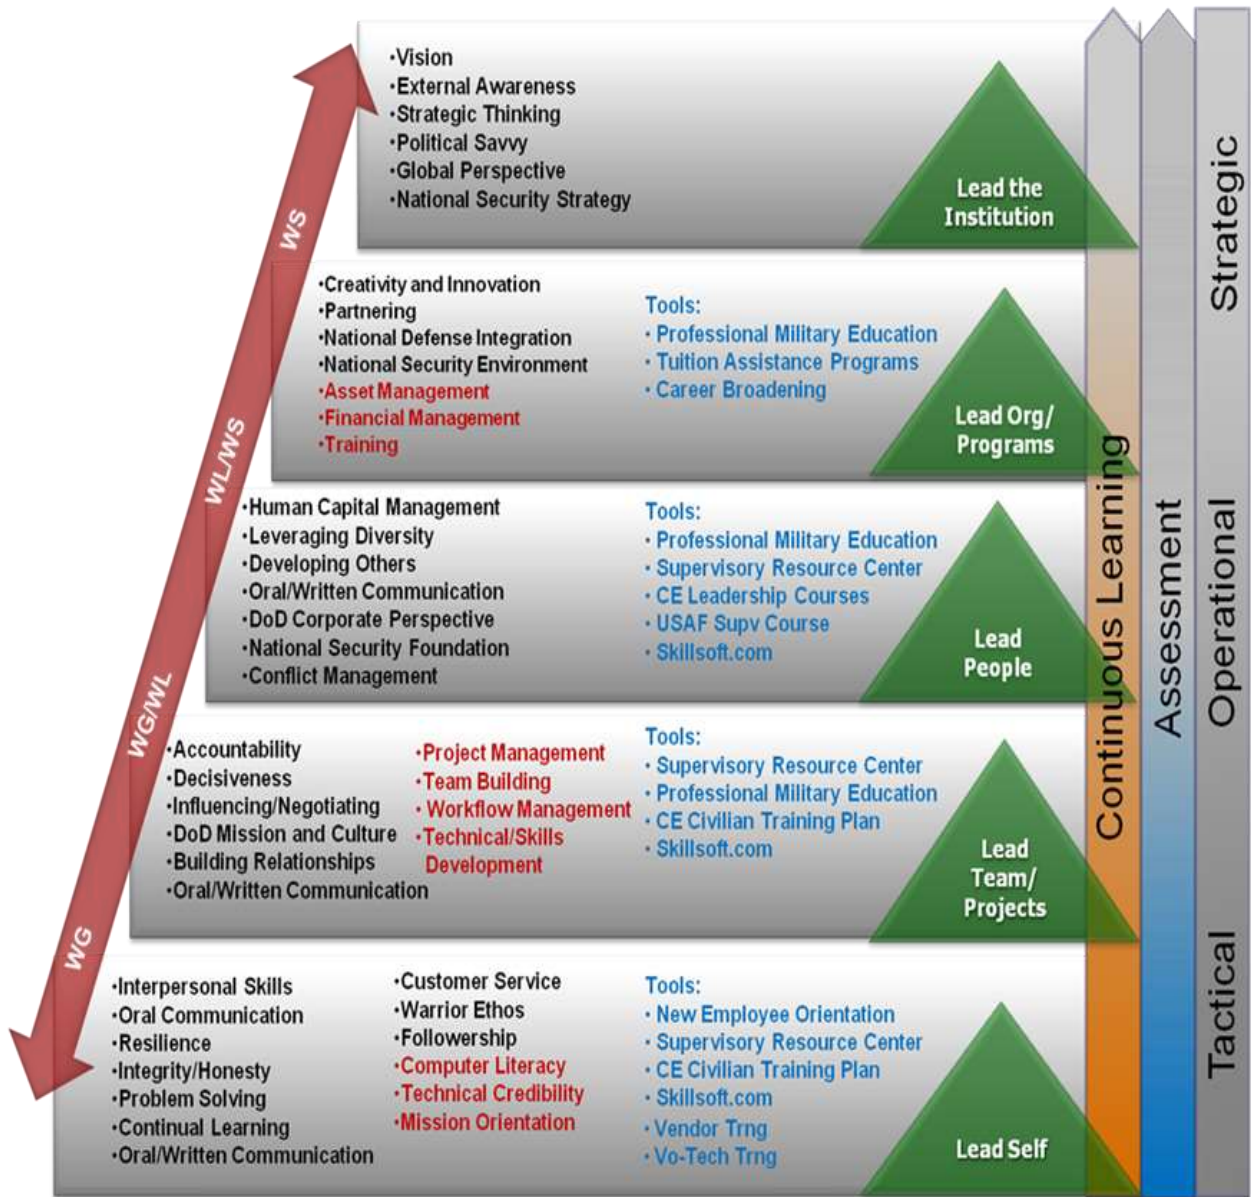 •Vision
•External Awareness
•Strategic Thinking
•Political Savvy
•Global Perspective
•National Security Strategy
Lead the
Institution
WS
•Creativity and Innovation
•Partnering
•National Defense Integration
•National Security Environment
•Asset Management
•Financial Management
•Training
Tools:
• Professional Military Education
• Tuition Assistance Programs
• Career Broadening
Lead Org/
Programs
WL/WS
•Human Capital Management
•Leveraging Diversity
•Developing Others
•Oral/Written Communication
•DoD Corporate Perspective
•National Security Foundation
•Conflict Management
Tools:
• Professional Military Education
• Supervisory Resource Center
• CE Leadership Courses
• USAF Supv Course
• Skillsoft.com
Lead
People
WG/WL
•Accountability
•Decisiveness
•Influencing/Negotiating
•DoD Mission and Culture
•Building Relationships
•Oral/Written Communication
•Project Management
•Team Building
• Workflow Management
•Technical/Skills
Development
Tools:
• Supervisory Resource Center
• Professional Military Education
• CE Civilian Training Plan
• Skillsoft.com
Lead
Team/
Projects
WG
•Interpersonal Skills
•Oral Communication
•Resilience
•Integrity/Honesty
•Problem Solving
•Continual Learning
•Oral/Written Communication
•Customer Service
•Warrior Ethos
•Followership
•Computer Literacy
•Technical Credibility
•Mission Orientation
Tools:
• New Employee Orientation
• Supervisory Resource Center
• CE Civilian Training Plan
• Skillsoft.com
• Vendor Trng
• Vo-Tech Trng
Lead Self
Continuous Learning
Assessment
Strategic
Operational
Tactical